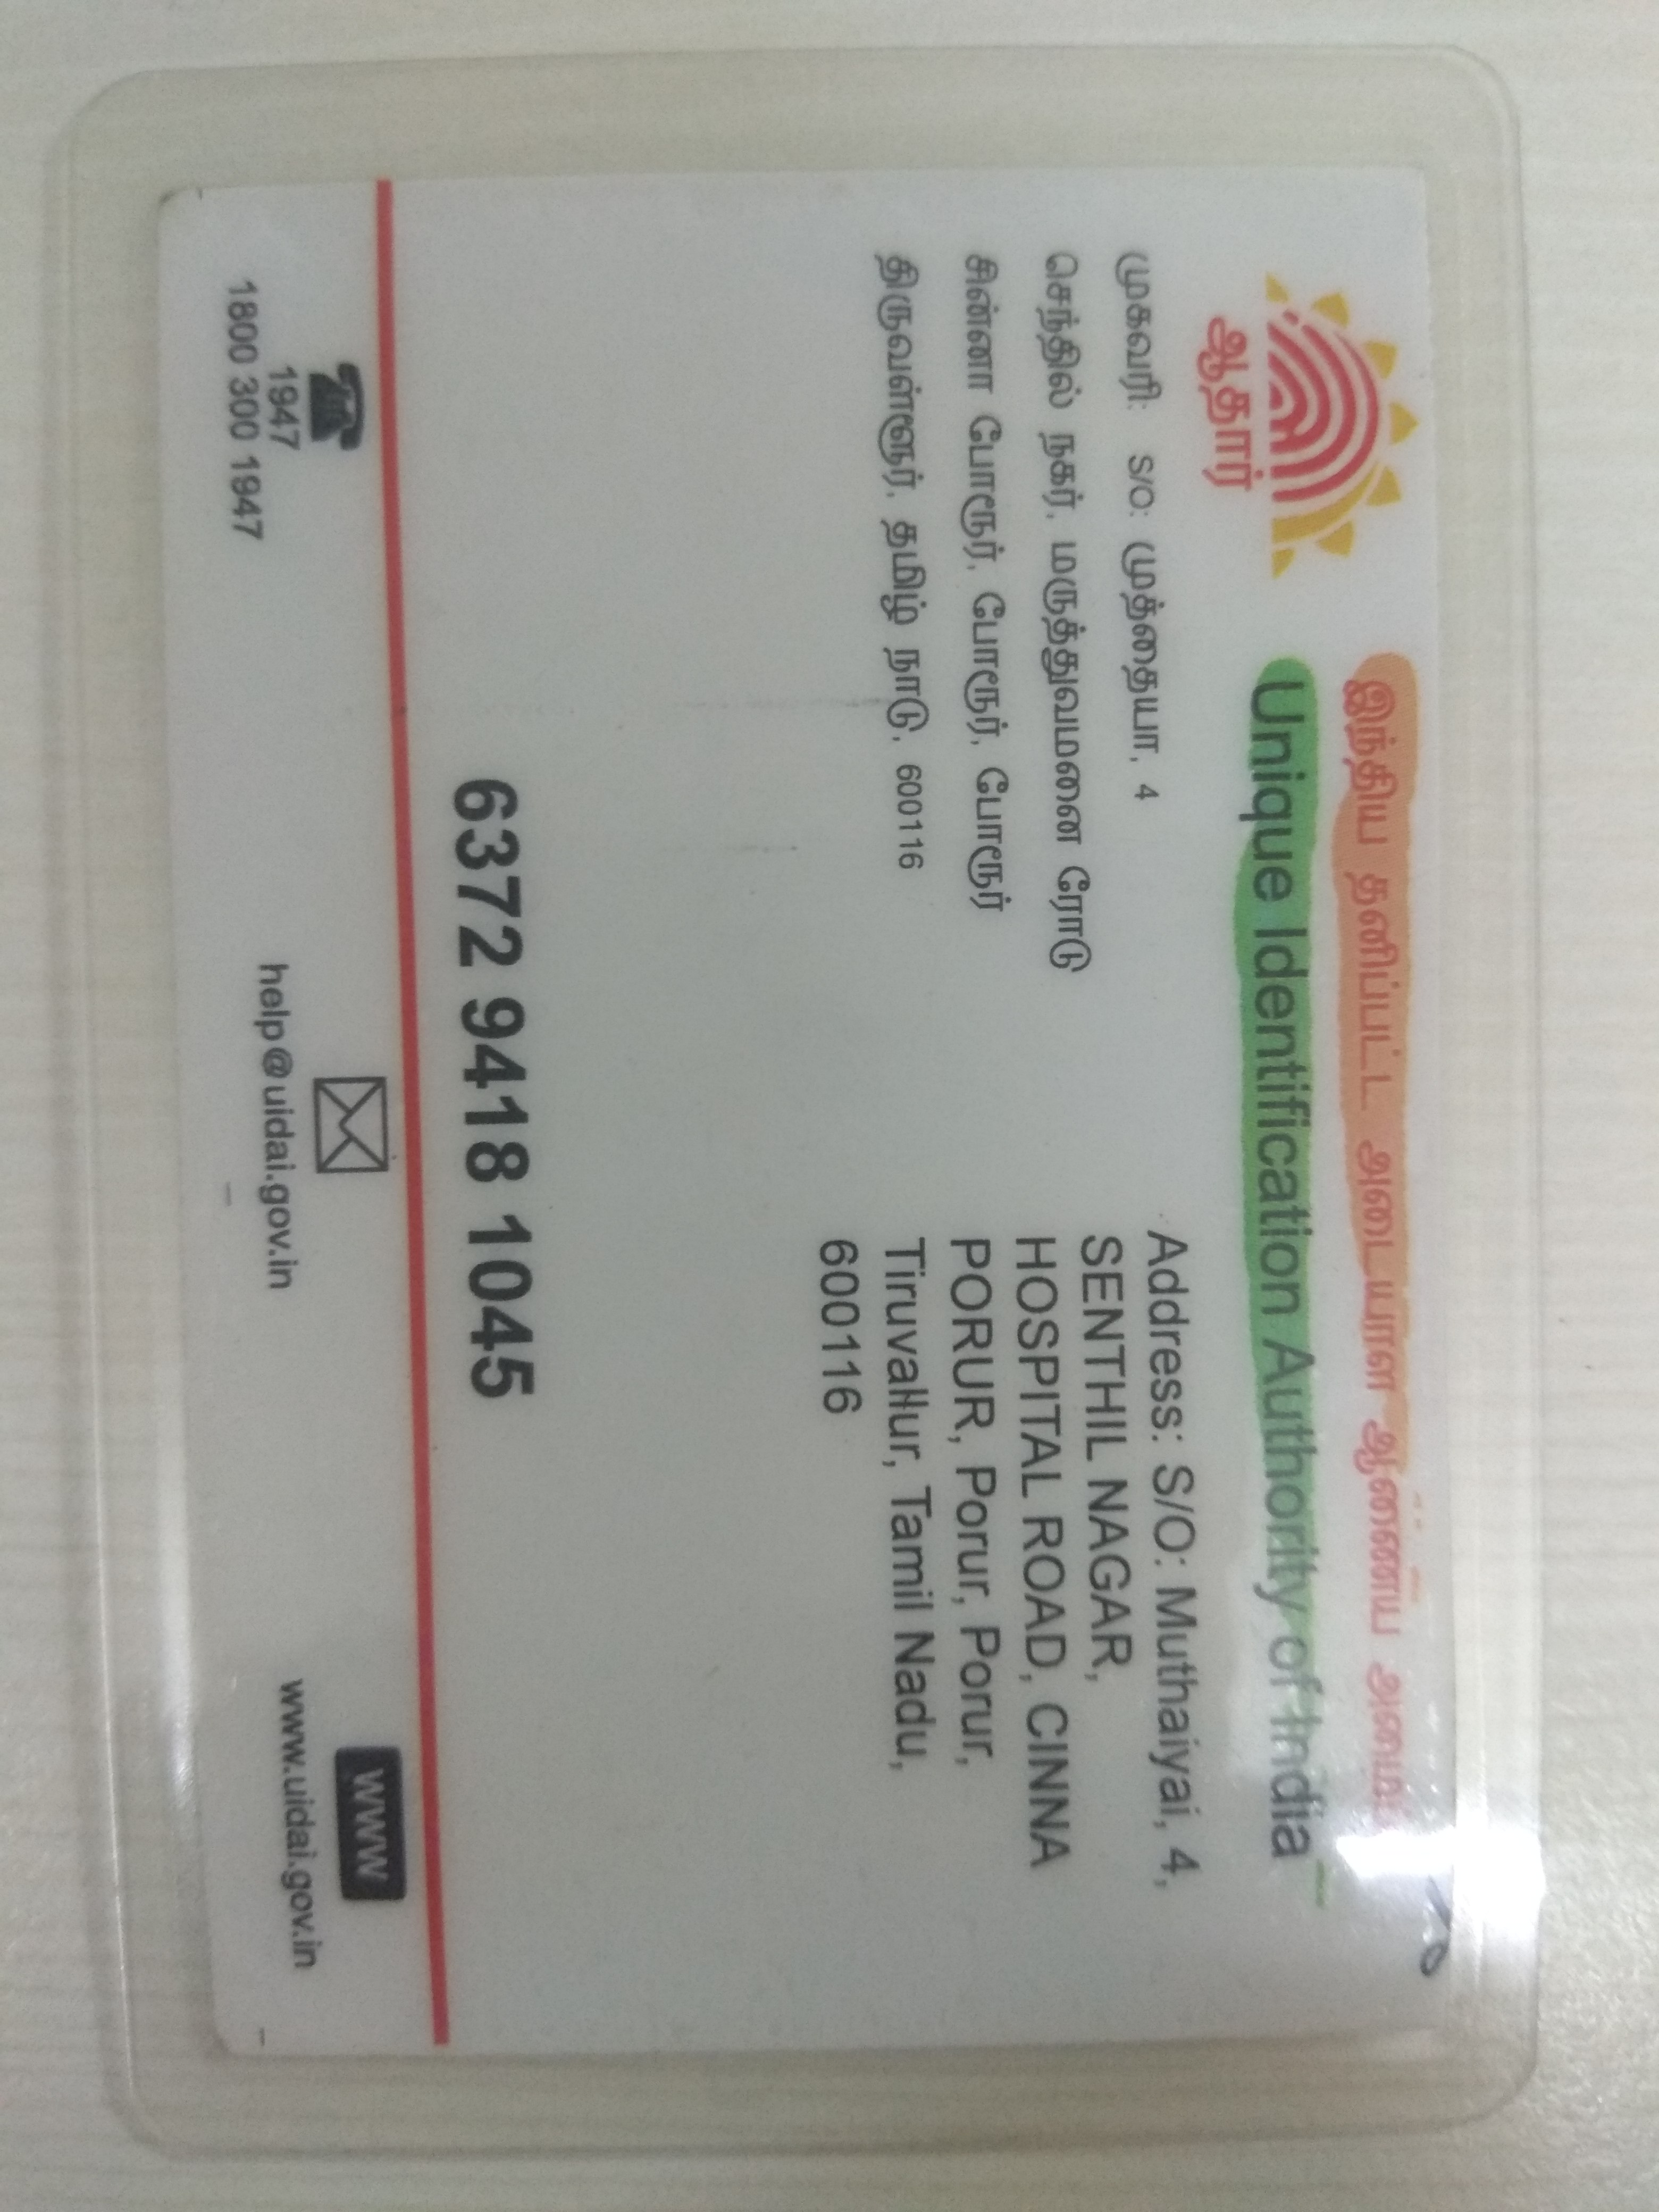 இந்திய தனிப்பட்ட அடையாள ஆணைய அமை
Unique Identification Authority of India
ஆதார்
முகவரி: S/O: முத்தையா, 4
செந்தில் நகர், மருத்துவமனை ரோடு
சின்னா போரூர், போரூர், போரூர்
திருவள்ளூர், தமிழ் நாடு, 600116
Address: S/O: Muthaiyai, 4,
SENTHIL NAGAR,
HOSPITAL ROAD, CINNA
PORUR, Porur, Porur,
Tiruvallur, Tamil Nadu,
600116
6372 9418 1045
1947
1800 300 1947
help@uidai.gov.in
www
www.uidai.gov.in